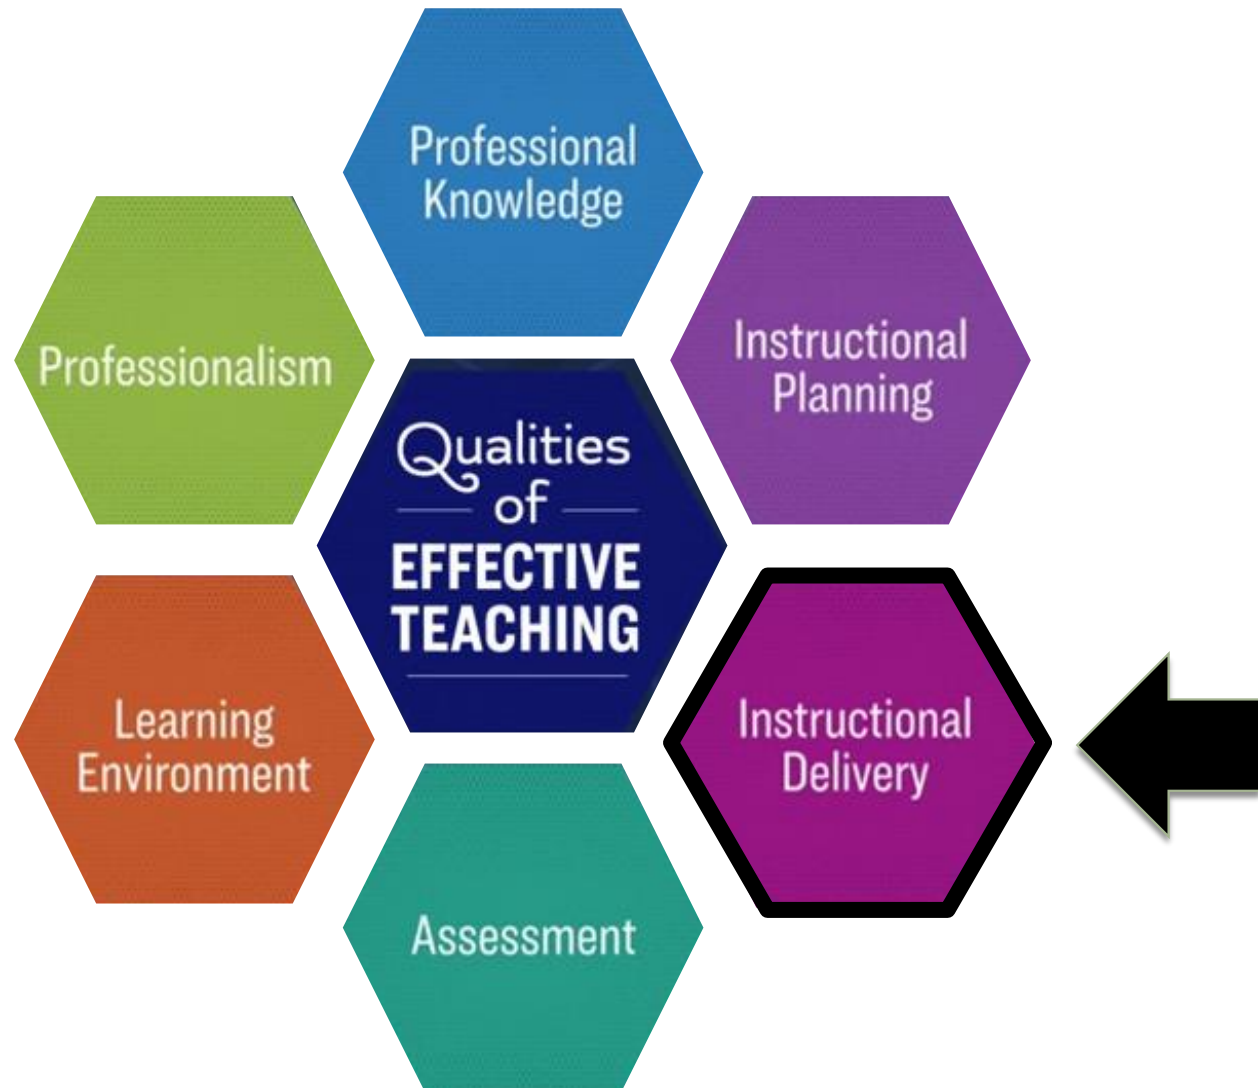 Professional
Knowledge
Professionalism
Instructional
Planning
Qualities
of
EFFECTIVE
TEACHING
Learning
Environment
Instructional
Delivery
Assessment